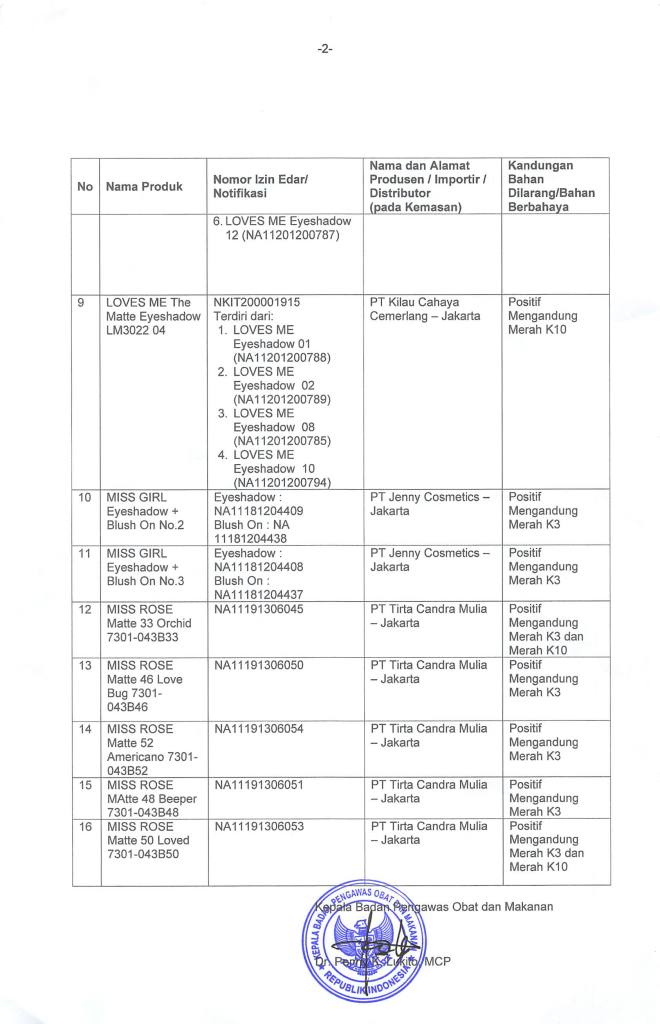 -2-
No
Nama Produk
Nomor Izin Edar/
Notifikasi
Nama dan Alamat
Produsen / Importir /
Distributor
(pada Kemasan)
Kandungan
Bahan
Dilarang/Bahan
Berbahaya
6. LOVES ME Eyeshadow
12 (NA11201200787)
9
LOVES ME The
Matte Eyeshadow
LM3022 04
NKIT200001915
Terdiri dari:
1. LOVES ME
Eyeshadow 01
(NA11201200788)
2. LOVES ME
Eyeshadow 02
(NA11201200789)
3. LOVES ME
Eyeshadow 08
(NA11201200785)
4. LOVES ME
Eyeshadow 10
(NA11201200794)
PT Kilau Cahaya
Cemerlang – Jakarta
Positif
Mengandung
Merah K10
10
MISS GIRL
Eyeshadow +
Blush On No.2
Eyeshadow :
NA11181204409
Blush On : NA
11181204438
PT Jenny Cosmetics –
Jakarta
Positif
Mengandung
Merah K3
11
MISS GIRL
Eyeshadow +
Blush On No.3
Eyeshadow :
NA11181204408
Blush On :
NA11181204437
PT Jenny Cosmetics –
Jakarta
Positif
Mengandung
Merah K3
12
MISS ROSE
Matte 33 Orchid
7301-043B33
NA11191306045
PT Tirta Candra Mulia
– Jakarta
Positif
Mengandung
Merah K3 dan
Merah K10
13
MISS ROSE
Matte 46 Love
Bug 7301-
043B46
NA11191306050
PT Tirta Candra Mulia
– Jakarta
Positif
Mengandung
Merah K3
14
MISS ROSE
Matte 52
Americano 7301-
043B52
NA11191306054
PT Tirta Candra Mulia
– Jakarta
Positif
Mengandung
Merah K3
15
MISS ROSE
MAtte 48 Beeper
7301-043B48
NA11191306051
PT Tirta Candra Mulia
– Jakarta
Positif
Mengandung
Merah K3
16
MISS ROSE
Matte 50 Loved
7301-043B50
NA11191306053
PT Tirta Candra Mulia
– Jakarta
Positif
Mengandung
Merah K3 dan
Merah K10
Kepala Badan Pengawas Obat dan Makanan
KEPALA BADAN PENGAWAS OBAT DAN MAKANAN
Dr. Penny K. Lukito, MCP
REPUBLIK INDONESIA